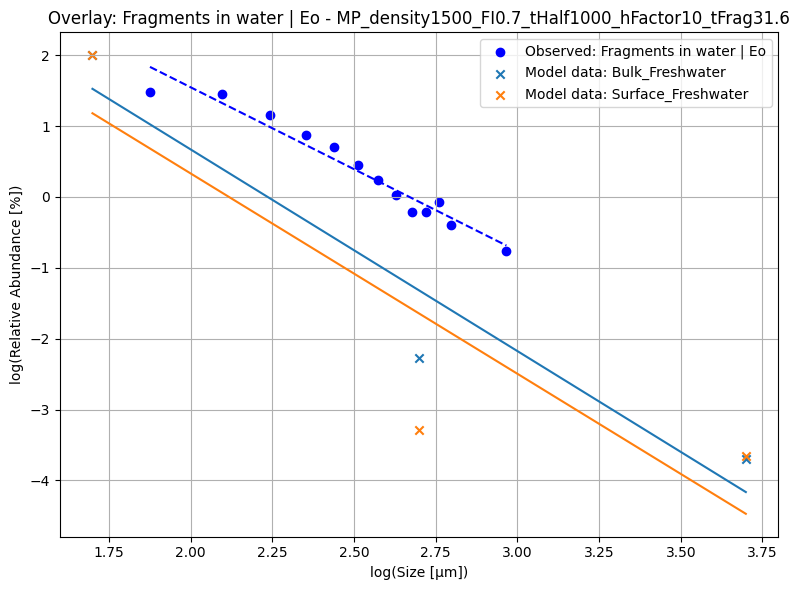 Overlay: Fragments in water | Eo - MP_density1500_FI0.7_tHalf1000_hFactor10_tFrag31.6
Observed: Fragments in water | Eo
Model data: Bulk_Freshwater
Model data: Surface_Freshwater
log(Relative Abundance [%])
2
1
0
−1
−2
−3
−4
1.75 2.00 2.25 2.50 2.75 3.00 3.25 3.50 3.75
log(Size [μm])